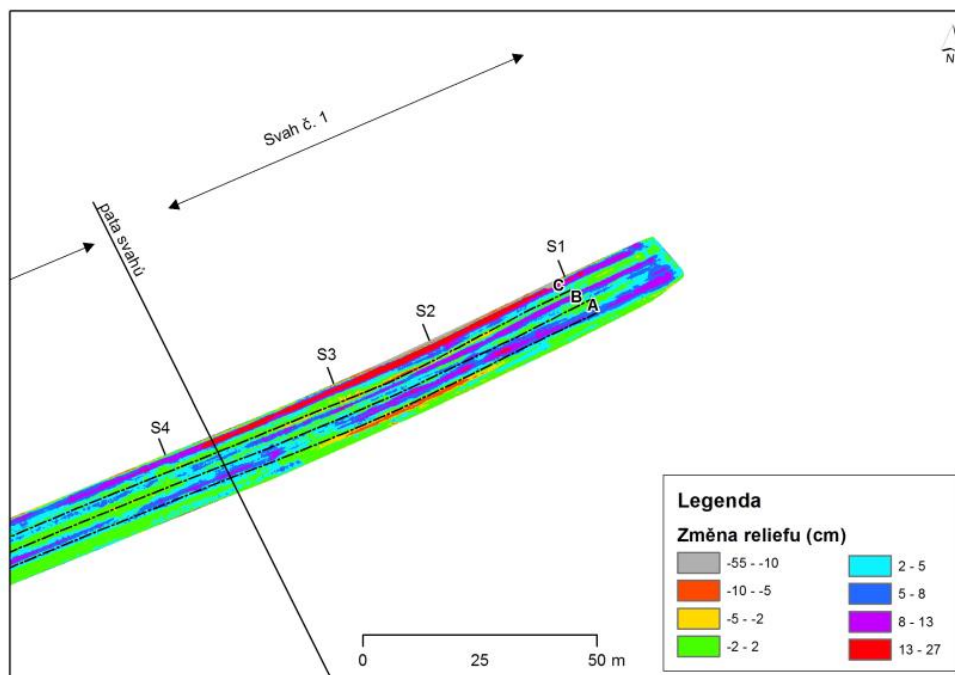 N
Svah č. 1
pata svahů
S1
C
B
A
S2
S3
S4
Legenda
Změna reliefu (cm)
-55 - -10
-10 - -5
-5 - -2
-2 - 2
2 - 5
5 - 8
8 - 13
13 - 27
0 25 50 m